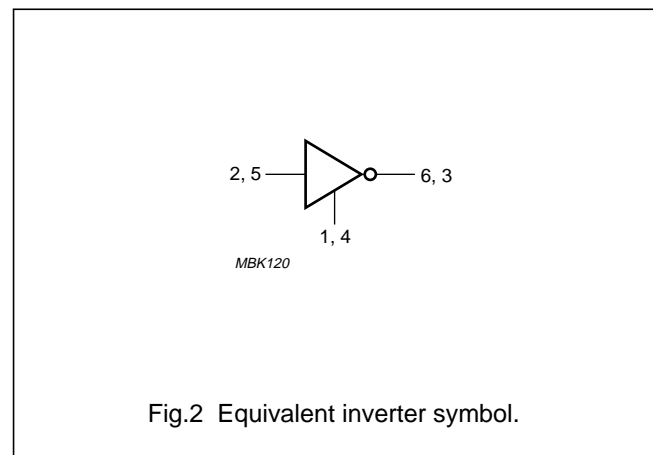 2, 5
6, 3
1, 4
MBK120
Fig.2 Equivalent inverter symbol.